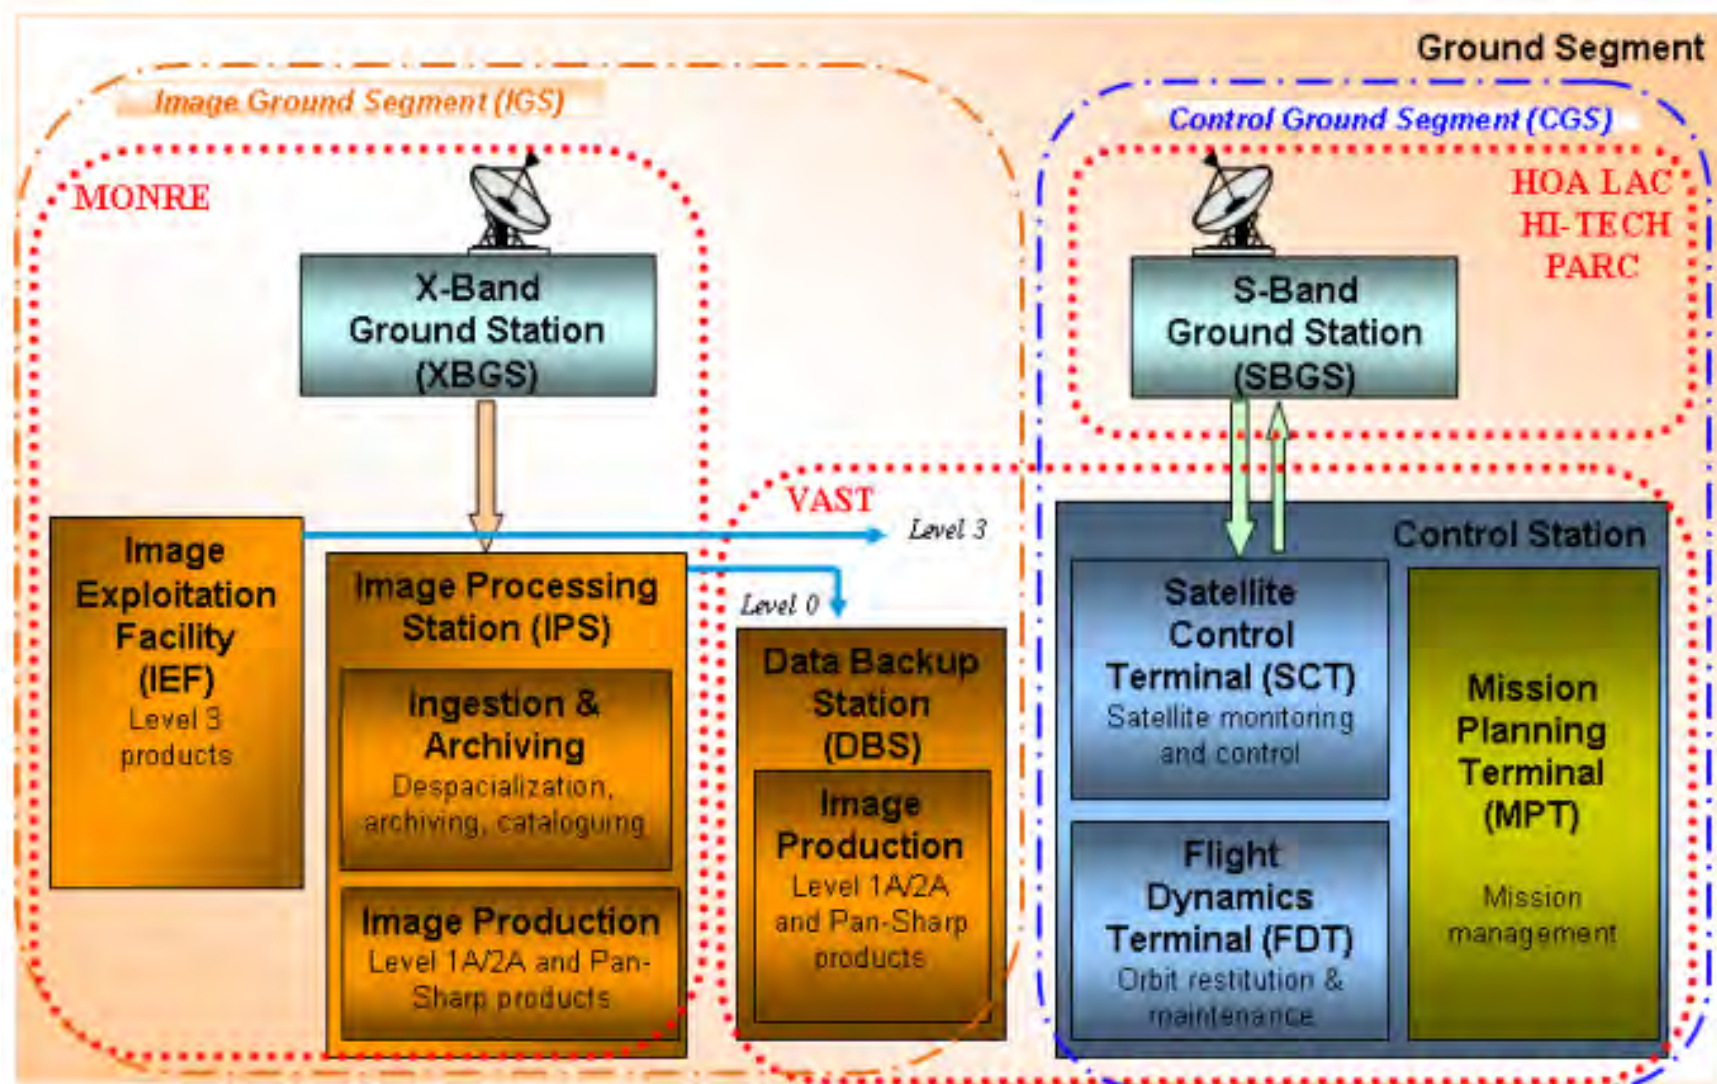 Ground Segment
Image Ground Segment (IGS)
Control Ground Segment (CGS)
MONRE
HOA LAC
HI-TECH
PARC
X-Band
Ground Station
(XBGS)
S-Band
Ground Station
(SBGS)
VAST
Level 3
Level 0
Image
Exploitation
Facility
(IEF)
Level 3
products
Image Processing
Station (IPS)
Ingestion &
Archiving
Despacialization,
archiving, cataloguing
Image Production
Level 1A/2A and Pan-
Sharp products
Data Backup
Station
(DBS)
Image
Production
Level 1A/2A
and Pan-Sharp
products
Control Station
Satellite
Control
Terminal (SCT)
Satellite monitoring
and control
Flight
Dynamics
Terminal (FDT)
Orbit restitution &
maintenance
Mission
Planning
Terminal
(MPT)
Mission
management